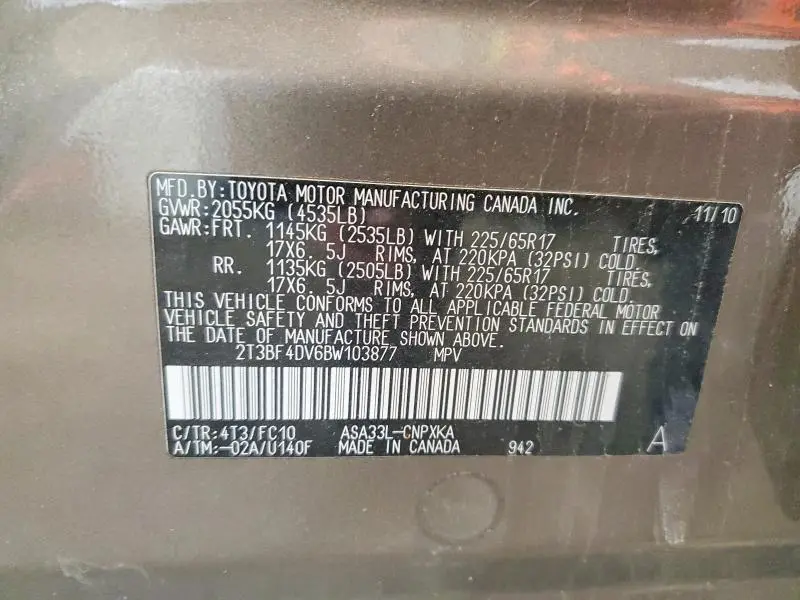 MFD. BY: TOYOTA MOTOR MANUFACTURING CANADA INC. 11/10
GVWR: 2055KG (4535LB)
GAWR: FRT. 1145KG (2535LB) WITH 225/65R17 TIRES,
17X6. 5J RIMS, AT 220KPA (32PSI) COLD
RR. 1135KG (2505LB) WITH 225/65R17 TIRES,
17X6. 5J RIMS, AT 220KPA (32PSI) COLD.
THIS VEHICLE CONFORMS TO ALL APPLICABLE FEDERAL MOTOR
VEHICLE SAFETY AND THEFT PREVENTION STANDARDS IN EFFECT ON
THE DATE OF MANUFACTURE SHOWN ABOVE.
2T3BF4DV6BW103877 MPV
C/TR: 4T3/FC10 ASA33L-CNPXKA
A/TM: -02A/U140F MADE IN CANADA 942 A